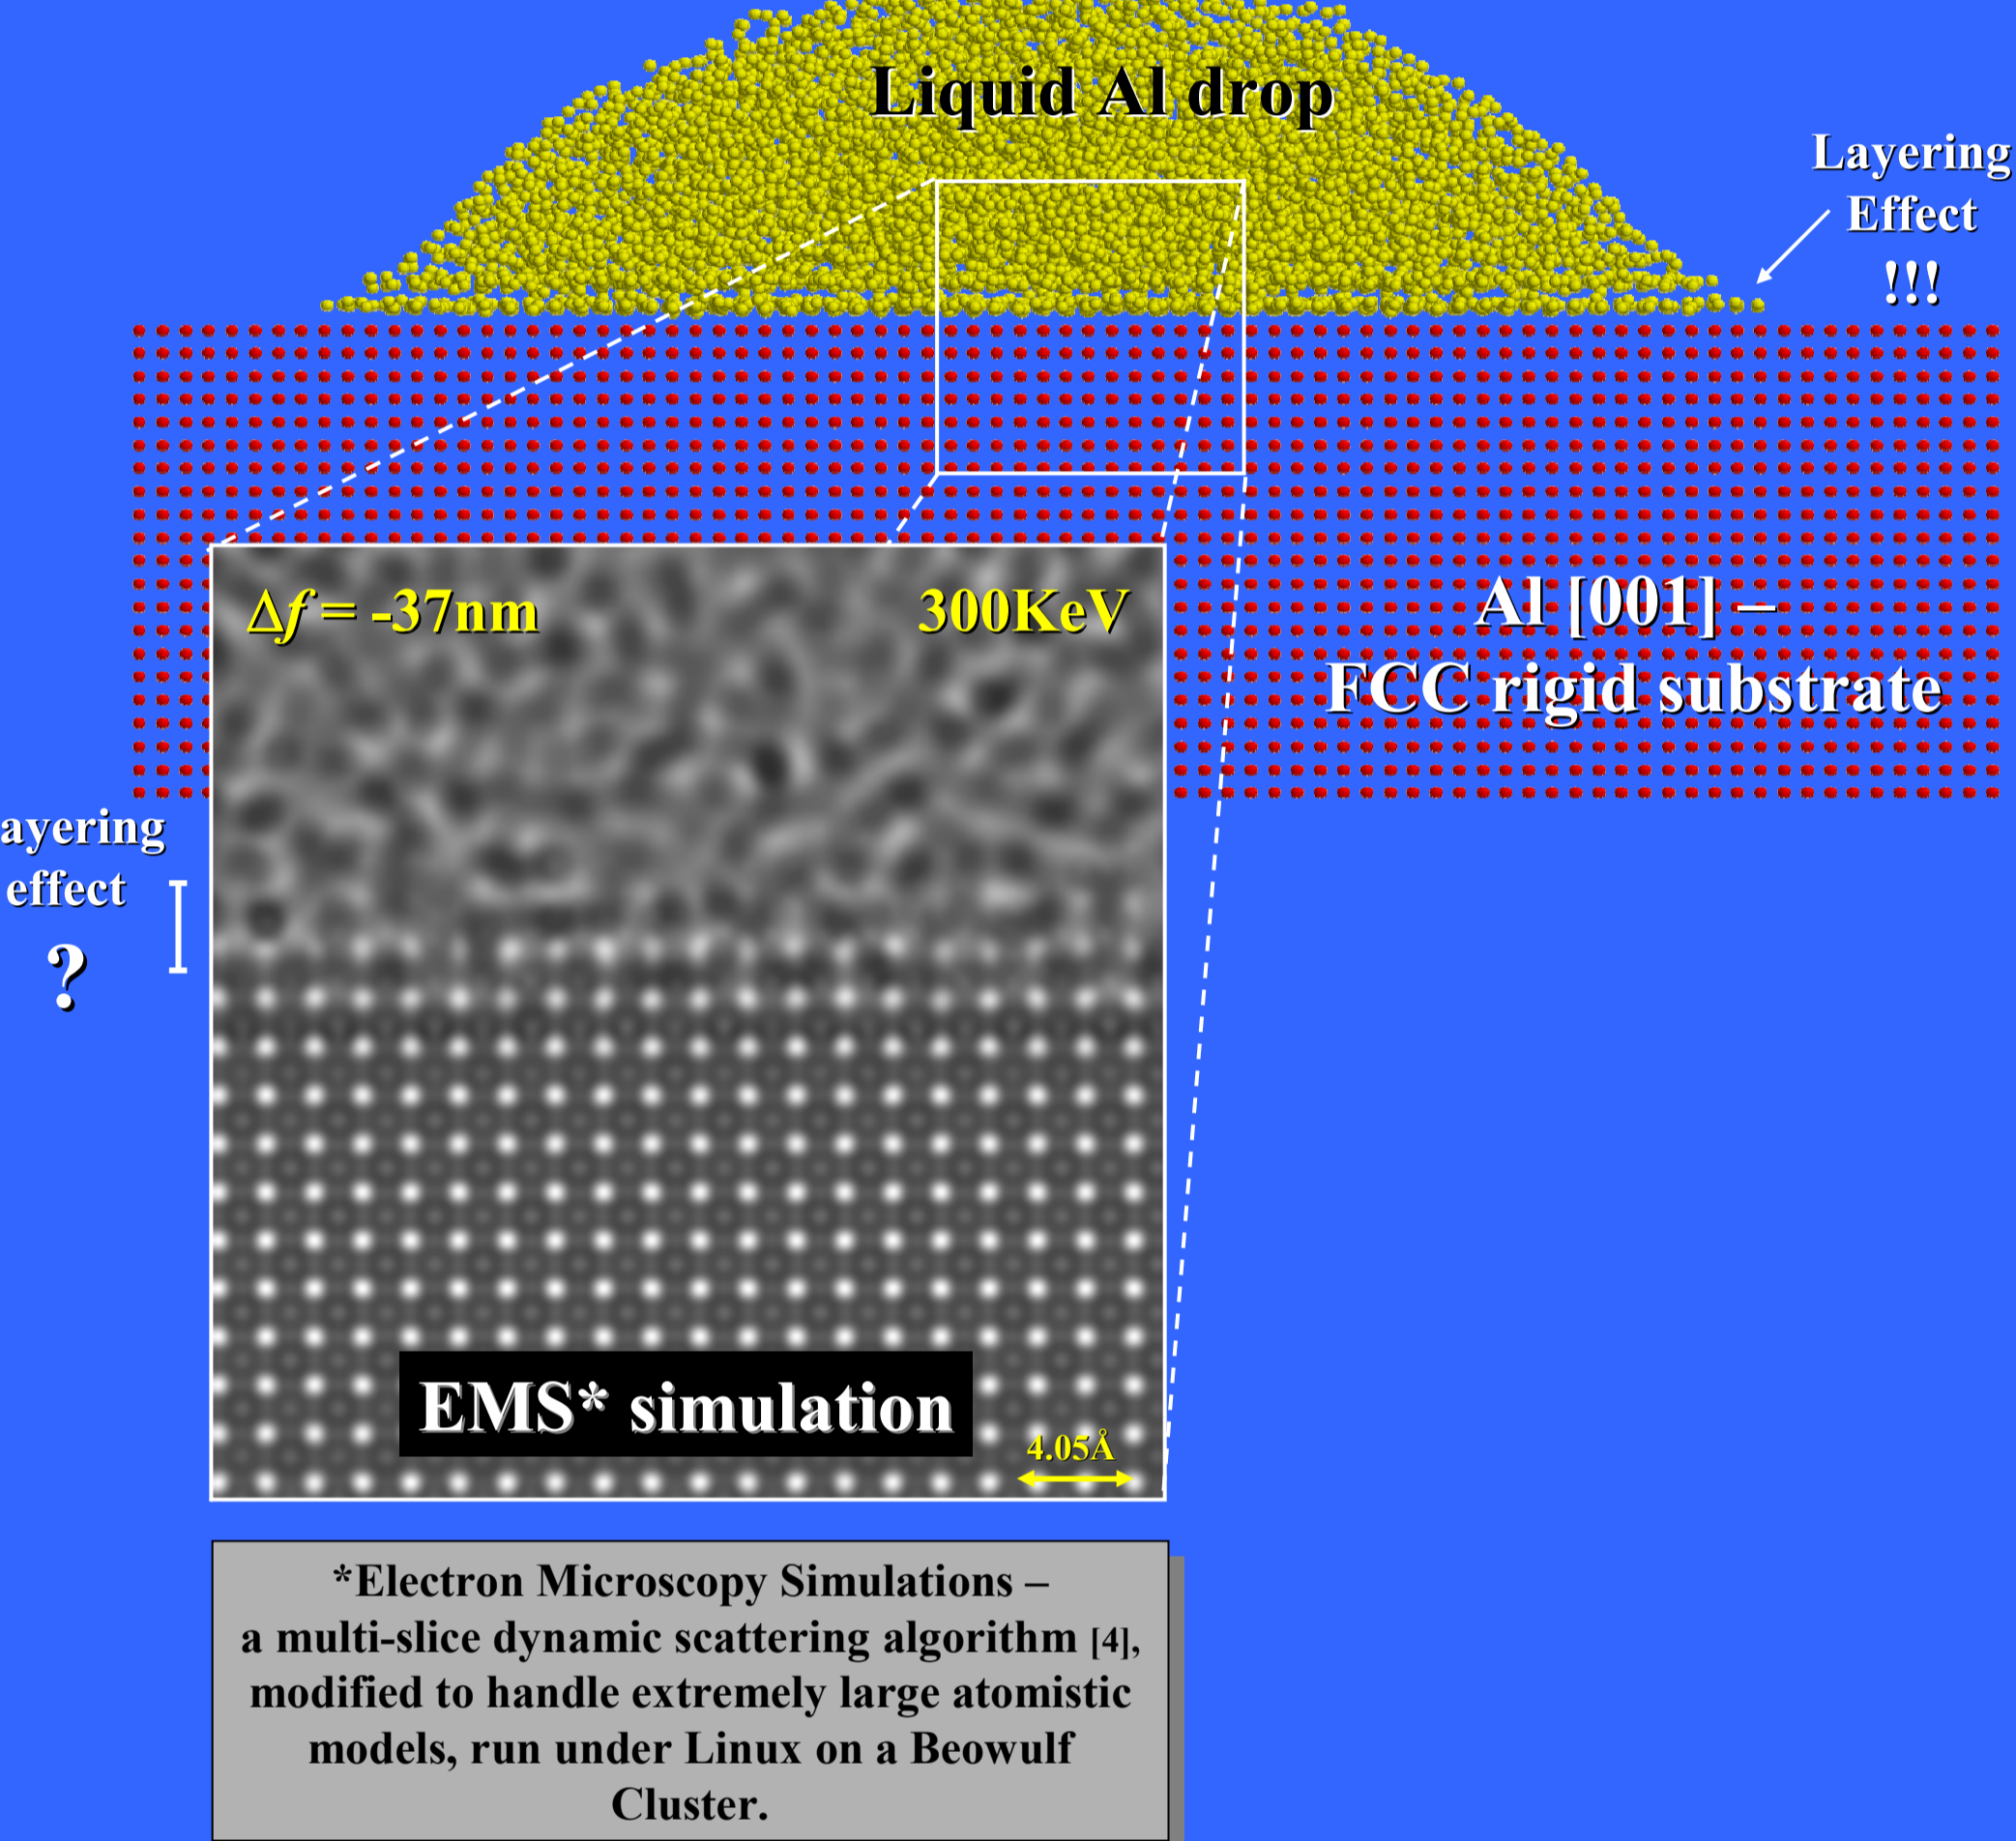 Liquid Al drop
Layering
Effect
!!!
Δf = -37nm
300KeV
Al [001] –
FCC rigid substrate
ayering
effect
?
EMS* simulation
4.05Å
*Electron Microscopy Simulations –
a multi-slice dynamic scattering algorithm [4],
modified to handle extremely large atomistic
models, run under Linux on a Beowulf
Cluster.